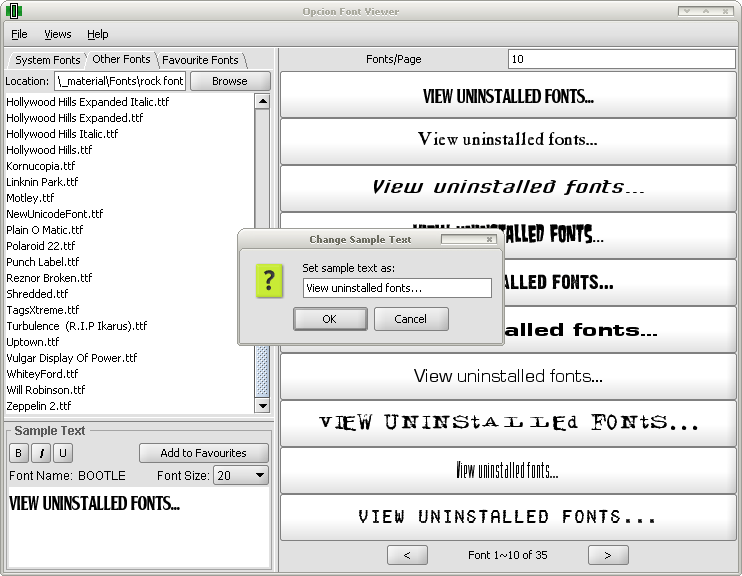 Opcion Font Viewer
File Views Help
System Fonts Other Fonts Favourite Fonts
Location: \_material\Fonts\rock font Browse
Hollywood Hills Expanded Italic.ttf
Hollywood Hills Expanded.ttf
Hollywood Hills Italic.ttf
Hollywood Hills.ttf
Kornucopia.ttf
Linknin Park.ttf
Motley.ttf
NewUnicodeFont.ttf
Plain O Matic.ttf
Polaroid 22.ttf
Punch Label.ttf
Reznor Broken.ttf
Shredded.ttf
TagsXtreme.ttf
Turbulence (R.I.P Ikarus).ttf
Uptown.ttf
Vulgar Display Of Power.ttf
WhiteyFord.ttf
Will Robinson.ttf
Zeppelin 2.ttf
Sample Text
B I U Add to Favourites
Font Name: BOOTLE Font Size: 20
VIEW UNINSTALLED FONTS...
Fonts/Page 10
VIEW UNINSTALLED FONTS...
View uninstalled fonts...
View uninstalled fonts...
FONTS...
FONTS...
alled fonts...
View uninstalled fonts...
VIEW UNINStALLEd FONtS...
View uninstalled fonts...
VIEW UNINSTALLED FONTS...
< Font 1~10 of 35 >
Change Sample Text
? Set sample text as:
View uninstalled fonts...
OK Cancel